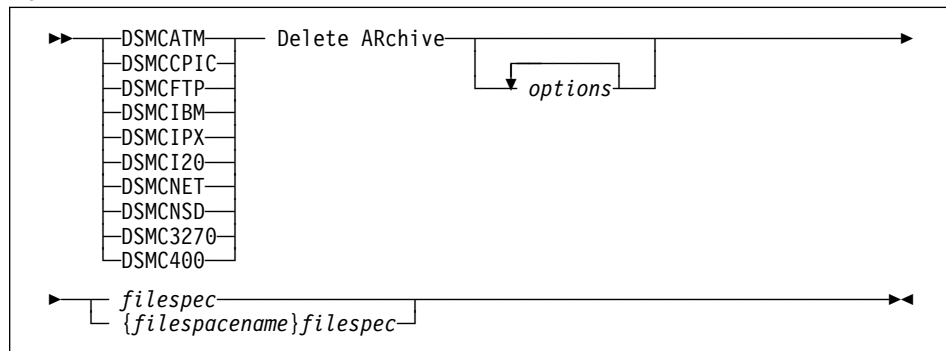 DSMCATM Delete ARchive
DSMCCPIC
options
DSMCFTP
DSMCIBM
DSMCIPX
DSMCI20
DSMCNET
DSMCNSD
DSMC3270
DSMC400
filespec
{filespacename}filespec